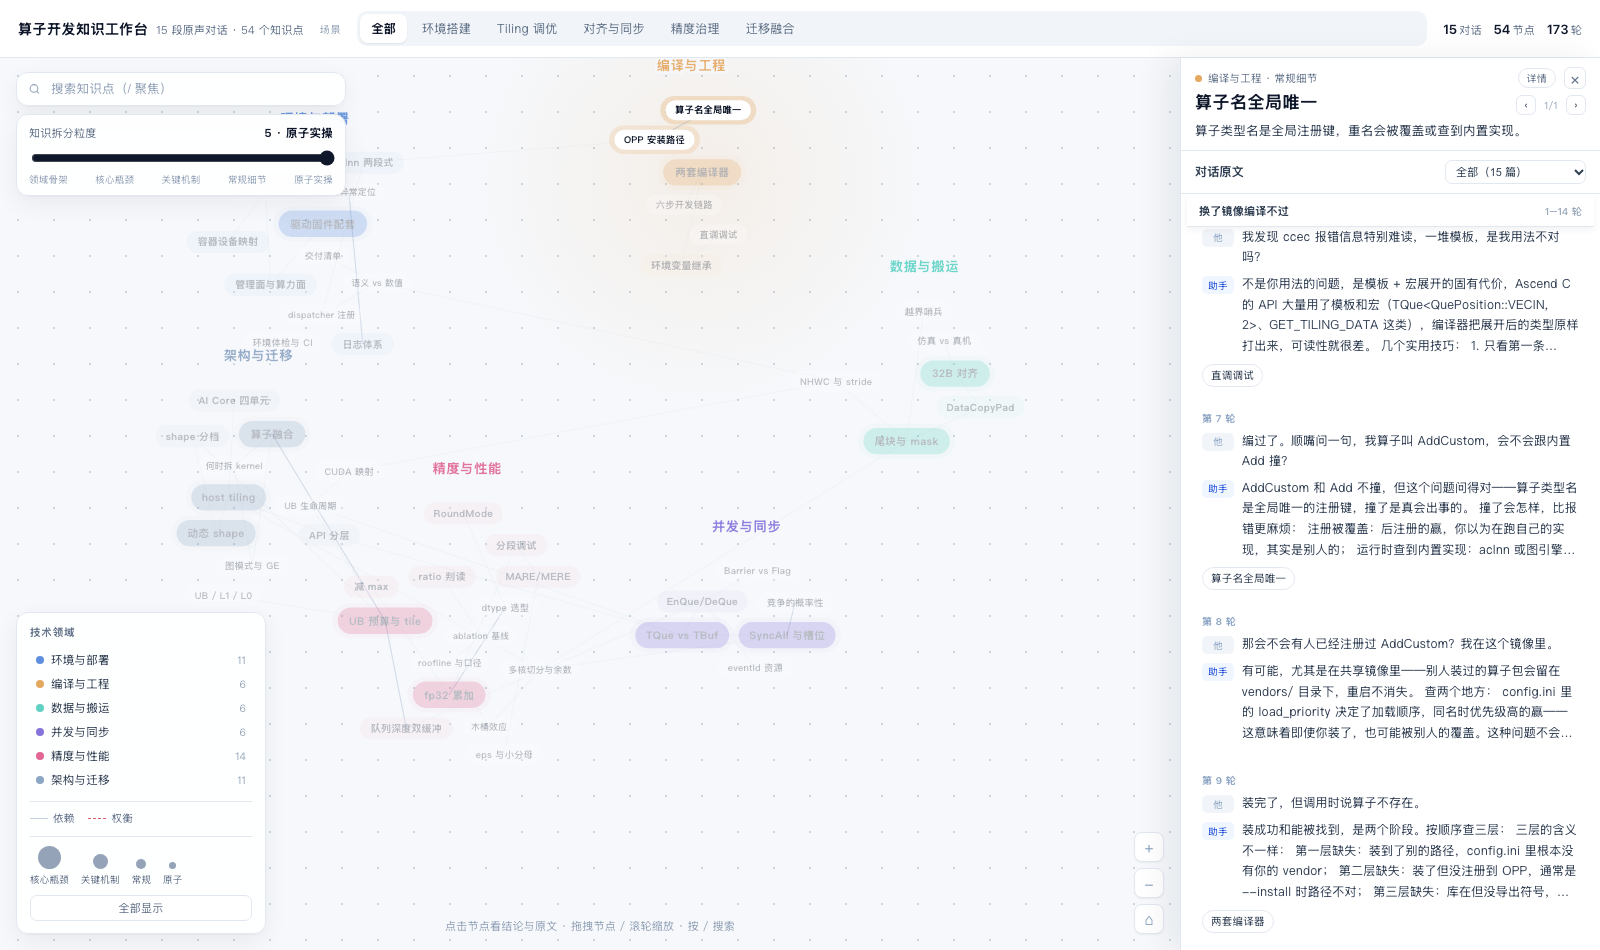 算子开发知识工作台
15 段原声对话 · 54 个知识点
场景
全部
环境搭建
Tiling 调优
对齐与同步
精度治理
迁移融合
15 对话
54 节点
173 轮
搜索知识点（/ 聚焦）
知识拆分粒度
5 · 原子实操
领域骨架
核心瓶颈
关键机制
常规细节
原子实操
编译与工程
算子名全局唯一
OPP 安装路径
两套编译器
六步开发链路
直调调试
环境变量继承
驱动固件配套
容器设备映射
交付清单
管理面与算力面
语义 vs 数值
dispatcher 注册
环境体检与 CI
日志体系
数据与搬运
越界哨兵
仿真 vs 真机
32B 对齐
NHWC 与 stride
DataCopyPad
尾块与 mask
架构与迁移
AI Core 四单元
shape 分档
算子融合
何时拆 kernel
CUDA 映射
host tiling
UB 生命周期
动态 shape
API 分层
图模式与 GE
UB / L1 / L0
精度与性能
RoundMode
分段调试
减 max
ratio 判读
MARE/MERE
UB 预算与 tile
dtype 选型
ablation 基线
roofline 与口径
多核切分与余数
fp32 累加
队列深度双缓冲
木桶效应
eps 与小分母
并发与同步
Barrier vs Flag
EnQue/DeQue
竞争的概率性
TQue vs TBuf
SyncAll 与槽位
eventId 资源
技术领域
环境与部署 11
编译与工程 6
数据与搬运 6
并发与同步 6
精度与性能 14
架构与迁移 11
依赖
权衡
核心瓶颈
关键机制
常规
原子
全部显示
点击节点看结论与原文 · 拖拽节点 / 滚轮缩放 · 按 / 搜索
+
−
⌂
编译与工程 · 常规细节
详情
×
算子名全局唯一
‹ 1/1 ›
算子类型名是全局注册键，重名会被覆盖或查到内置实现。
对话原文
全部（15 篇）
换了镜像编译不过
1—14 轮
他
我发现 ccec 报错信息特别难读，一堆模板，是我用法不对
吗？
助手
不是你用法的问题，是模板 + 宏展开的固有代价，Ascend C
的 API 大量用了模板和宏（TQue<QuePosition::VECIN,
2>、GET_TILING_DATA 这类），编译器把展开后的类型原样
打出来，可读性就很差。 几个实用技巧： 1. 只看第一条…
直调调试
第 7 轮
他
编过了。顺嘴问一句，我算子叫 AddCustom，会不会跟内置
Add 撞？
助手
AddCustom 和 Add 不撞，但这个问题问得对——算子类型名
是全局唯一的注册键，撞了是真会出事的。 撞了会怎样，比报
错更麻烦： 注册被覆盖：后注册的赢，你以为在跑自己的实
现，其实是别人的； 运行时查到内置实现：aclnn 或图引擎…
算子名全局唯一
第 8 轮
他
那会不会有人已经注册过 AddCustom？我在这个镜像里。
助手
有可能，尤其是在共享镜像里——别人装过的算子包会留在
vendors/ 目录下，重启不消失。 查两个地方： config.ini 里
的 load_priority 决定了加载顺序，同名时优先级高的赢——
这意味着即使你装了，也可能被别人的覆盖。这种问题不会…
第 9 轮
他
装完了，但调用时说算子不存在。
助手
装成功和能被找到，是两个阶段。按顺序查三层： 三层的含义
不一样： 第一层缺失：装到了别的路径，config.ini 里根本没
有你的 vendor； 第二层缺失：装了但没注册到 OPP，通常是
--install 时路径不对； 第三层缺失：库在但没导出符号，…
两套编译器